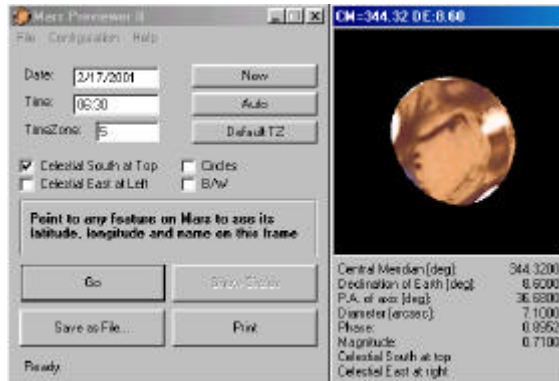 Mars Previewer II
File Configuration Help
Date: 2/17/2001
Now
Time: 06:30
Auto
TimeZone: 5
Default TZ
Celestial South at Top
Circles
Celestial East at Left
B/W
Point to any feature on Mars to see its
latitude, longitude and name on this frame
Go
Save as File...
Print
Ready
CM=344.32 DE:8.60
Central Meridian (deg): 344.3200
Declination of Earth (deg): 8.6000
P.A. of axis (deg): 36.6800
Diameter (arcsec): 7.1000
Phase: 0.8952
Magnitude: 0.7100
Celestial South at top
Celestial East at right